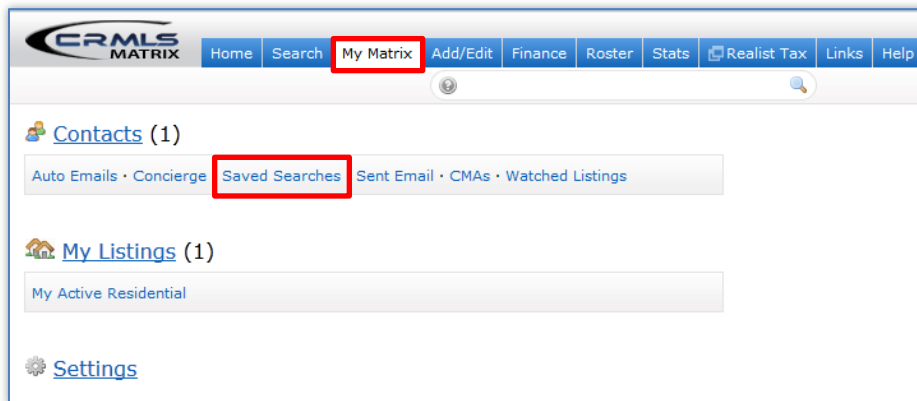 CRMLS
MATRIX
Home Search My Matrix Add/Edit Finance Roster Stats Realist Tax Links Help
Contacts (1)
Auto Emails · Concierge Saved Searches Sent Email · CMAs · Watched Listings
My Listings (1)
My Active Residential
Settings